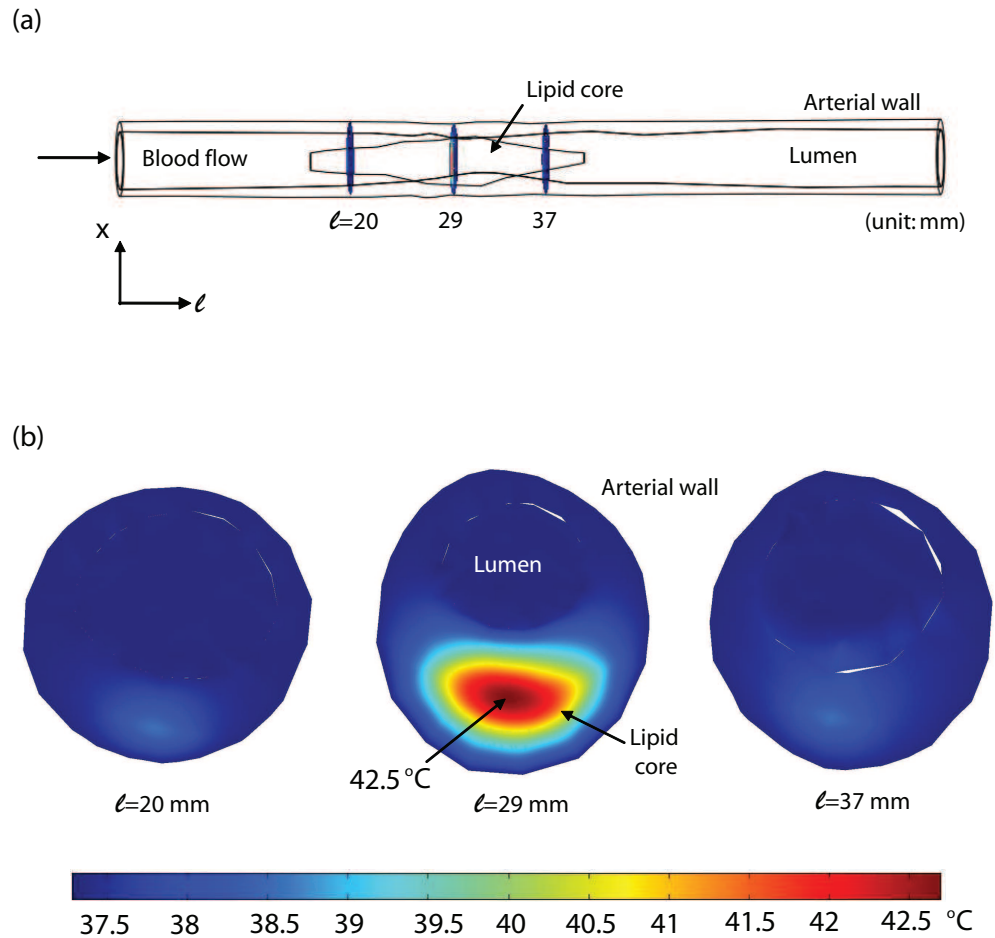 (a)
Lipid core
Arterial wall
Blood flow
Lumen
ℓ=20
29
37
(unit: mm)
X
ℓ
(b)
Arterial wall
Lumen
Lipid
core
42.5 °C
ℓ=20 mm
ℓ=29 mm
ℓ=37 mm
37.5 38 38.5 39 39.5 40 40.5 41 41.5 42 42.5 °C